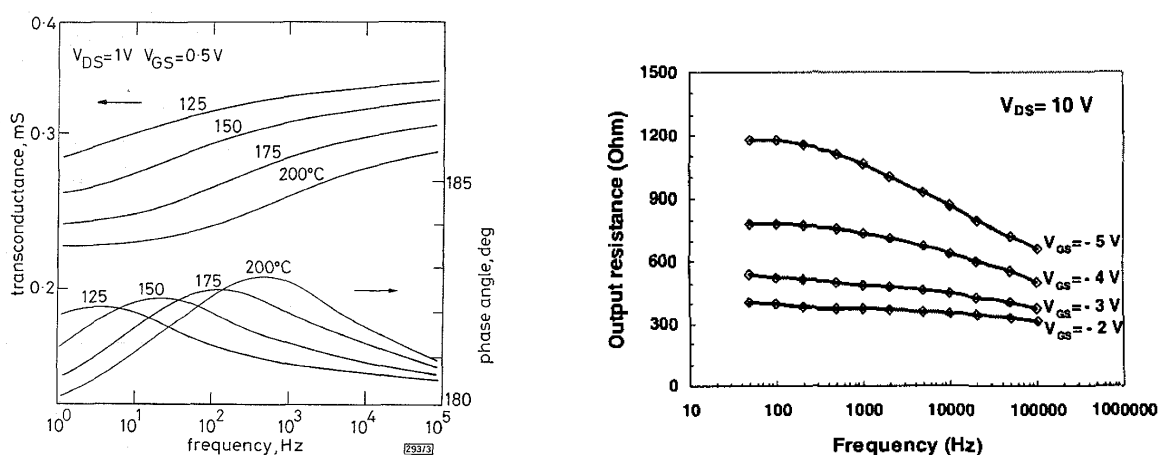 0·4
V_DS=1V V_GS=0·5V
125
150
0·3
175
200°C
185
200°C
0·2
125
150
175
180
transconductance, mS
phase angle, deg
10^0 10^1 10^2 10^3 10^4 10^5
frequency, Hz
293/3
1500
V_DS= 10 V
1200
900
600
300
0
V_GS= - 5 V
V_GS= - 4 V
V_GS= - 3 V
V_GS= - 2 V
Output resistance (Ohm)
10 100 1000 10000 100000 1000000
Frequency (Hz)